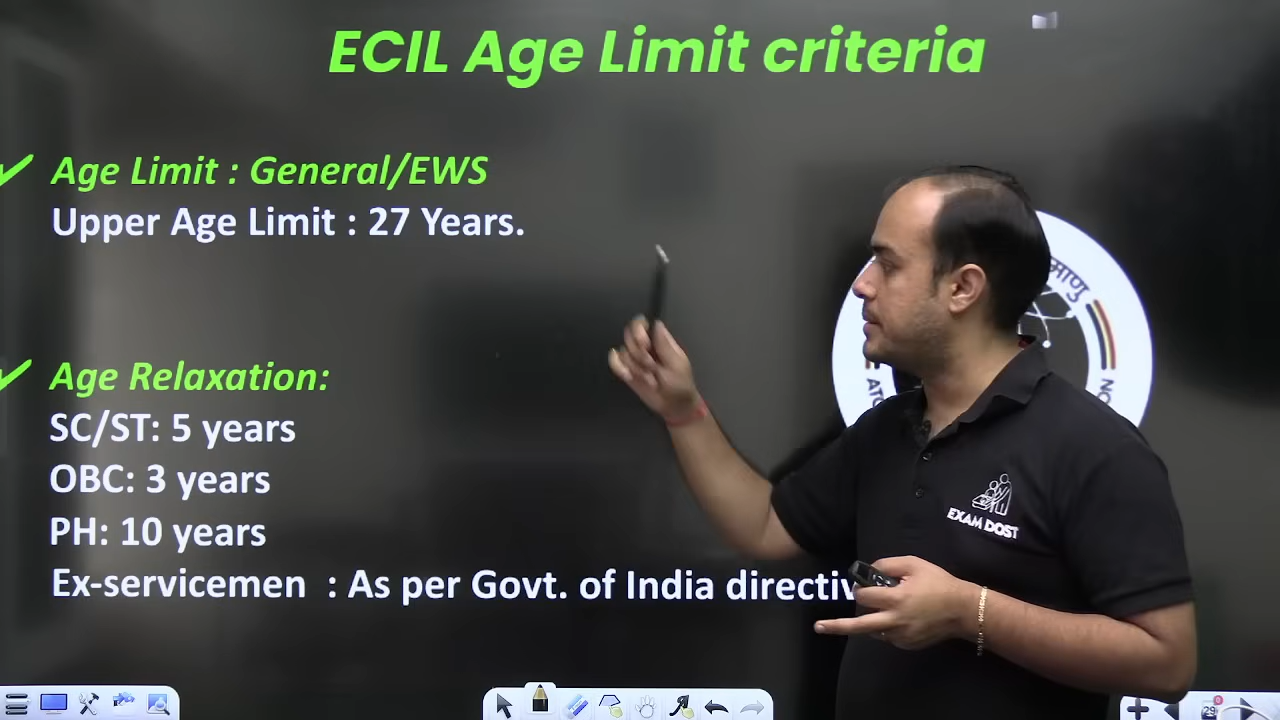 ECIL Age Limit criteria
Age Limit : General/EWS
Upper Age Limit : 27 Years.
Age Relaxation:
SC/ST: 5 years
OBC: 3 years
PH: 10 years
Ex-servicemen : As per Govt. of India
EXAM DOST
29